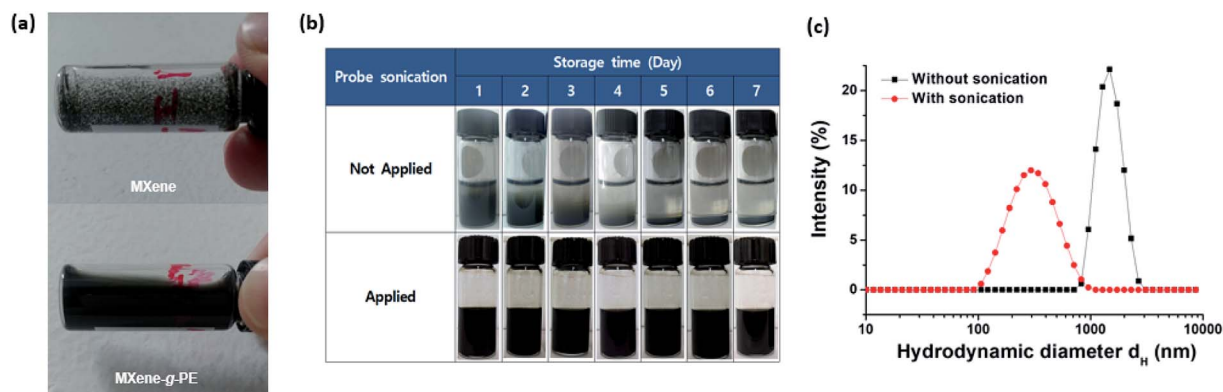 (a)
MXene
MXene-g-PE
(b)
Probe sonication
Storage time (Day)
1 2 3 4 5 6 7
Not Applied
Applied
(c)
Without sonication
With sonication
Intensity (%)
20
15
10
5
0
10 100 1000 10000
Hydrodynamic diameter dH (nm)